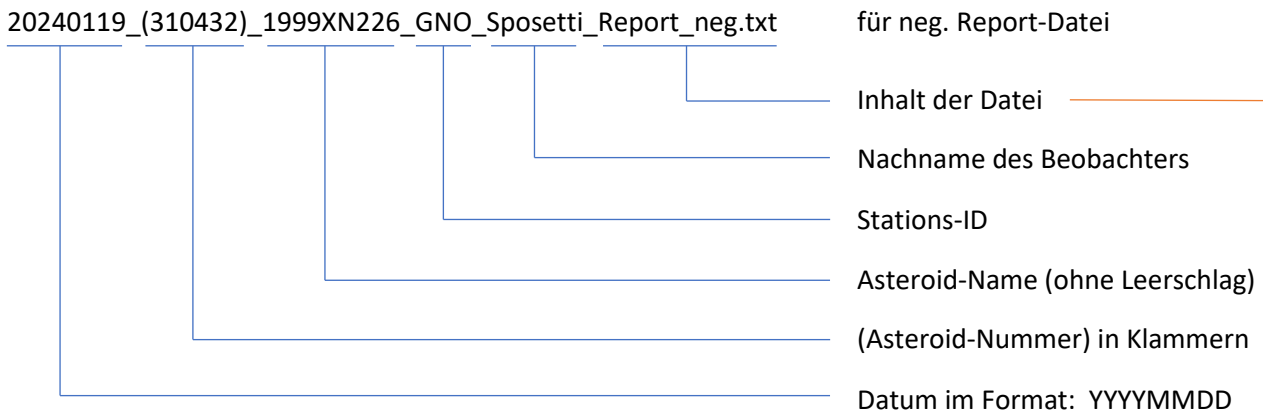 20240119_(310432)_1999XN226_GNO_Sposetti_Report_neg.txt für neg. Report-Datei
Inhalt der Datei
Nachname des Beobachters
Stations-ID
Asteroid-Name (ohne Leerschlag)
(Asteroid-Nummer) in Klammern
Datum im Format: YYYYMMDD